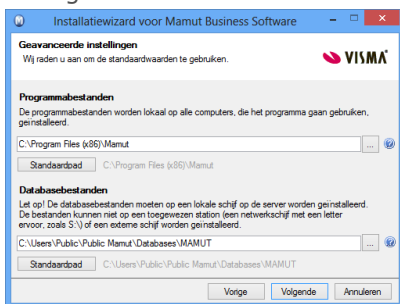 Installatiewizard voor Mamut Business Software
Geavanceerde instellingen
Wij raden u aan om de standaardwaarden te gebruiken.
VISMA
Programmabestanden
De programmabestanden worden lokaal op alle computers, die het programma gaan gebruiken,
geïnstalleerd.
C:\Program Files (x86)\Mamut
...
Standaardpad C:\Program Files (x86)\Mamut
Databasebestanden
Let op! De databasebestanden moeten op een lokale schijf op de server worden geïnstalleerd.
De bestanden kunnen niet op een toegewezen station (een netwerkschijf met een letter
ervoor, zoals S:\) of een externe schijf worden geïnstalleerd.
C:\Users\Public\Public Mamut\Databases\MAMUT
...
Standaardpad C:\Users\Public\Public Mamut\Databases\MAMUT
Vorige Volgende Annuleren